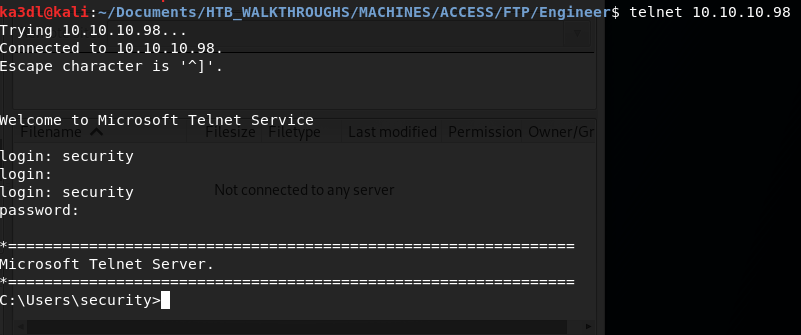 ka3dl@kali:~/Documents/HTB_WALKTHROUGHS/MACHINES/ACCESS/FTP/Engineer$ telnet 10.10.10.98
Trying 10.10.10.98...
Connected to 10.10.10.98.
Escape character is '^]'.
Welcome to Microsoft Telnet Service
Filename Filesize Filetype Last modified Permission Owner/Gr
login: security
login:
login: security
Not connected to any server
password:
*===============================================================
Microsoft Telnet Server.
*===============================================================
C:\Users\security>